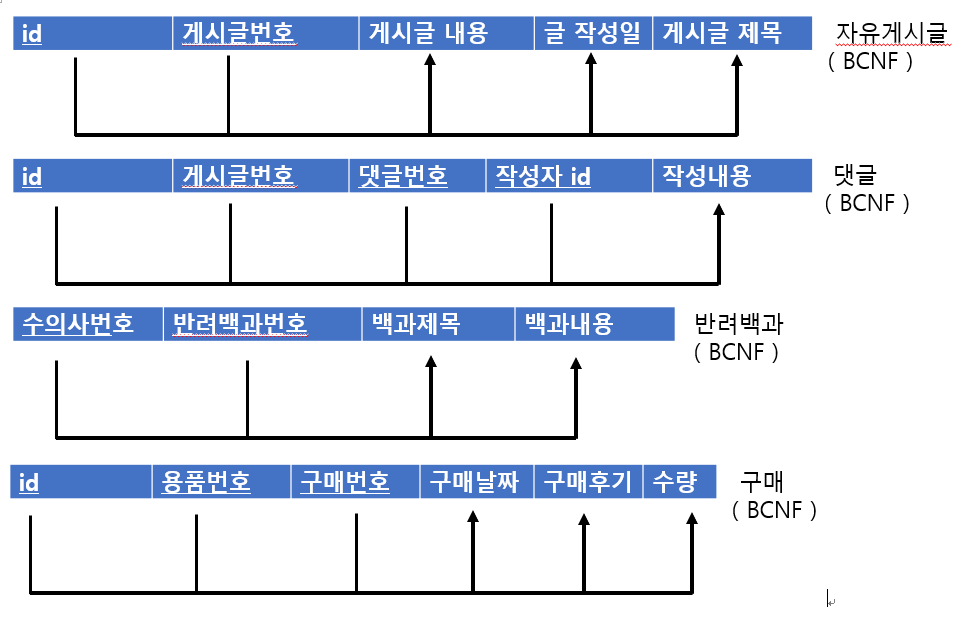 id 게시글번호 게시글 내용 글 작성일 게시글 제목 자유게시글
( BCNF )
id 게시글번호 댓글번호 작성자 id 작성내용 댓글
( BCNF )
수의사번호 반려백과번호 백과제목 백과내용 반려백과
( BCNF )
id 용품번호 구매번호 구매날짜 구매후기 수량 구매
( BCNF )